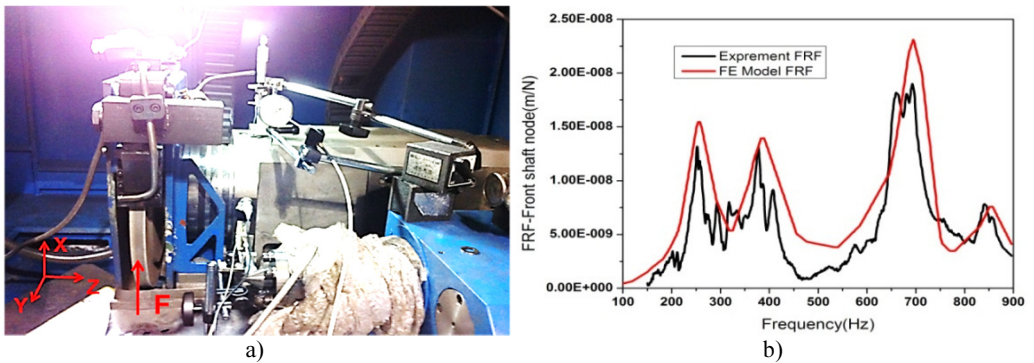 X
Y
Z
F
a)
2.50E-008
2.00E-008
1.50E-008
1.00E-008
5.00E-009
0.00E+000
FRF-Front shaft node(m/N)
Exprement FRF
FE Model FRF
100 200 300 400 500 600 700 800 900
Frequency(Hz)
b)